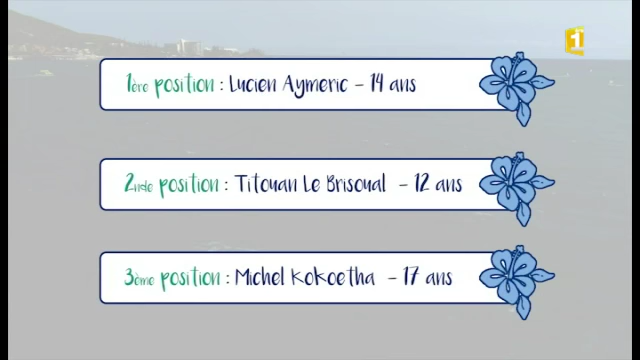 1
1ère position : Lucien Aymeric - 14 ans
2nde position : Titouan Le Brisoual - 12 ans
3ème position : Michel Kokoetha - 17 ans